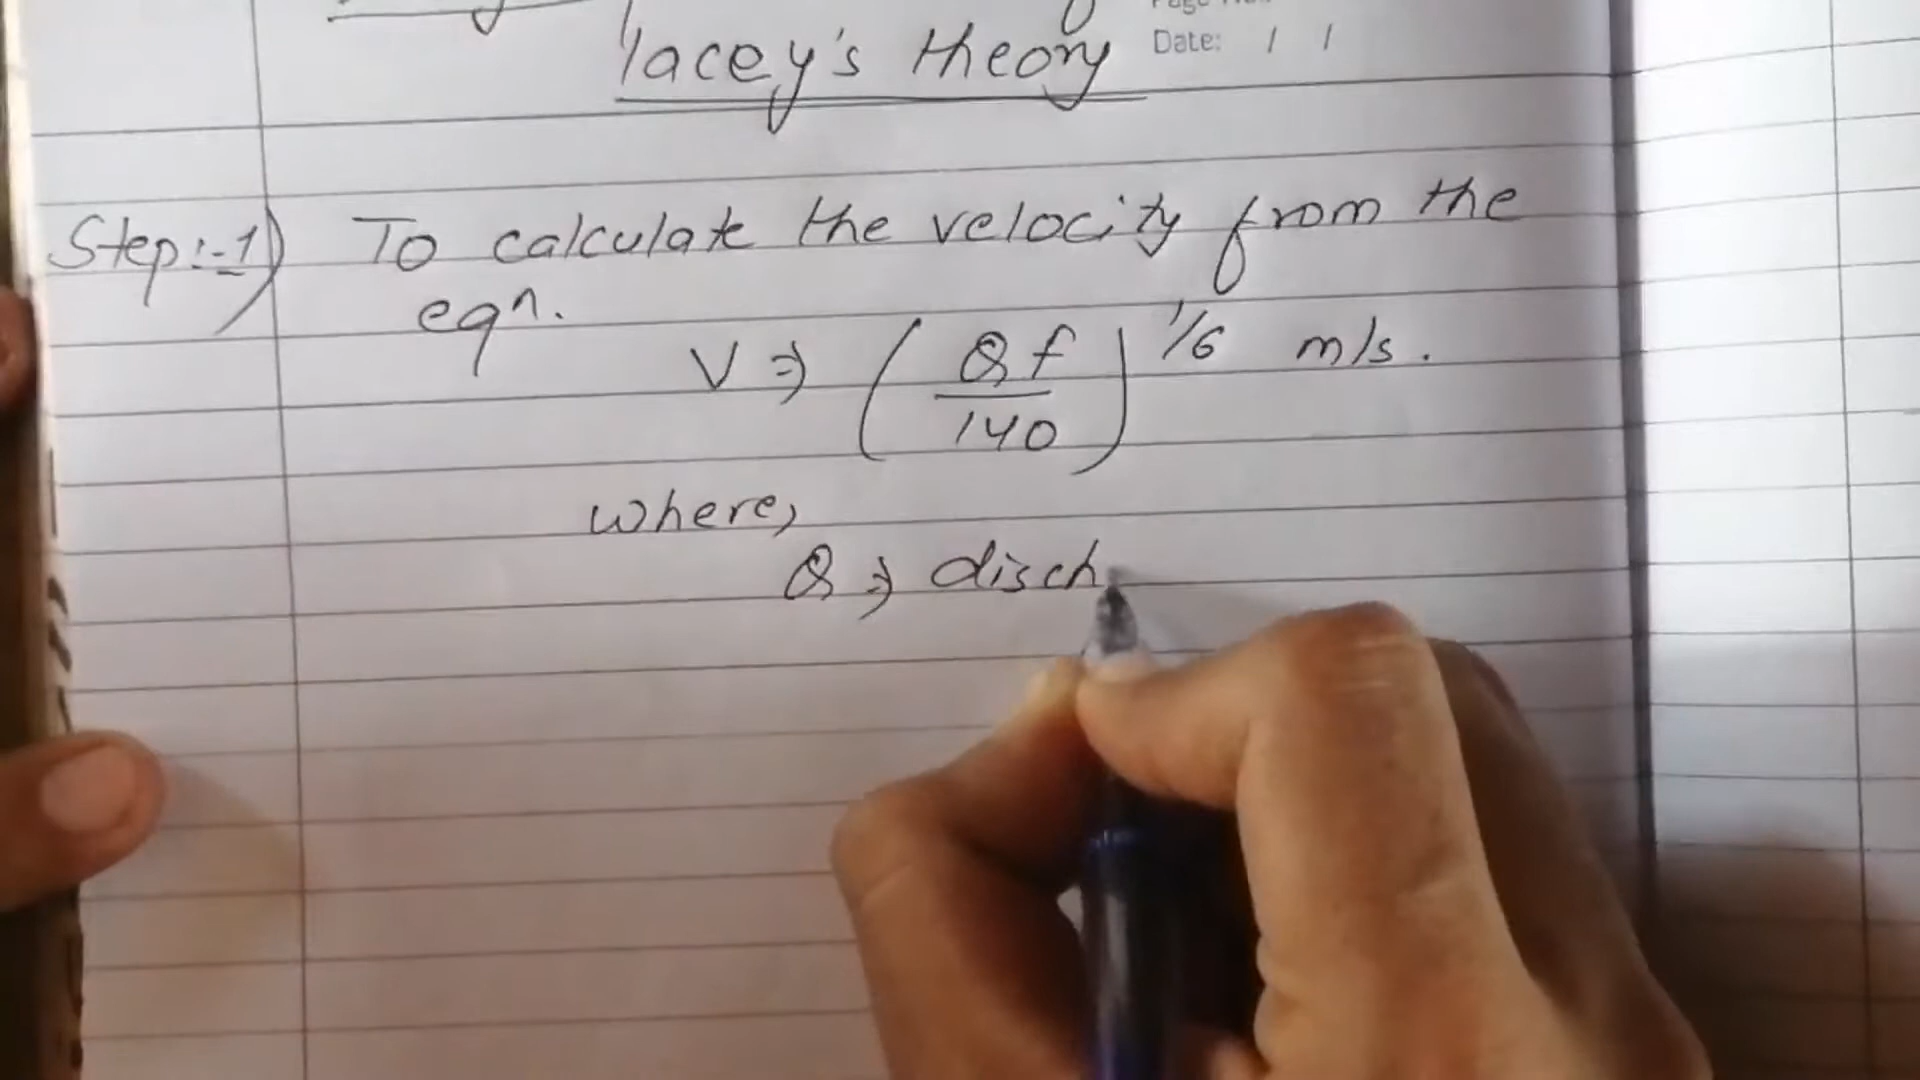 lacey's theory
Date: / /
Step:-1) To calculate the velocity from the
eqn.
V ⇒ (Qf/140)^1/6 m/s.
where,
Q ⇒ disch